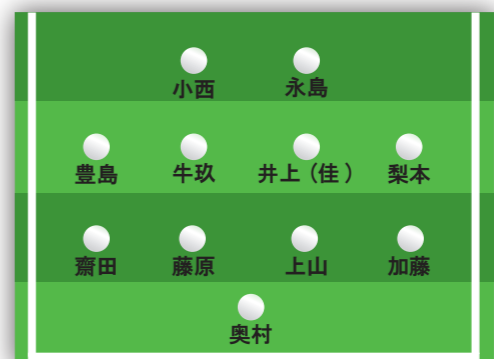 小西 永島
豊島 牛玖 井上（佳） 梨本
齋田 藤原 上山 加藤
奥村